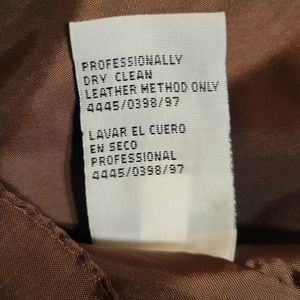 PROFESSIONALLY
DRY CLEAN
LEATHER METHOD ONLY
4445/0398/97
LAVAR EL CUERO
EN SECO
PROFESSIONAL
4445/0398/97